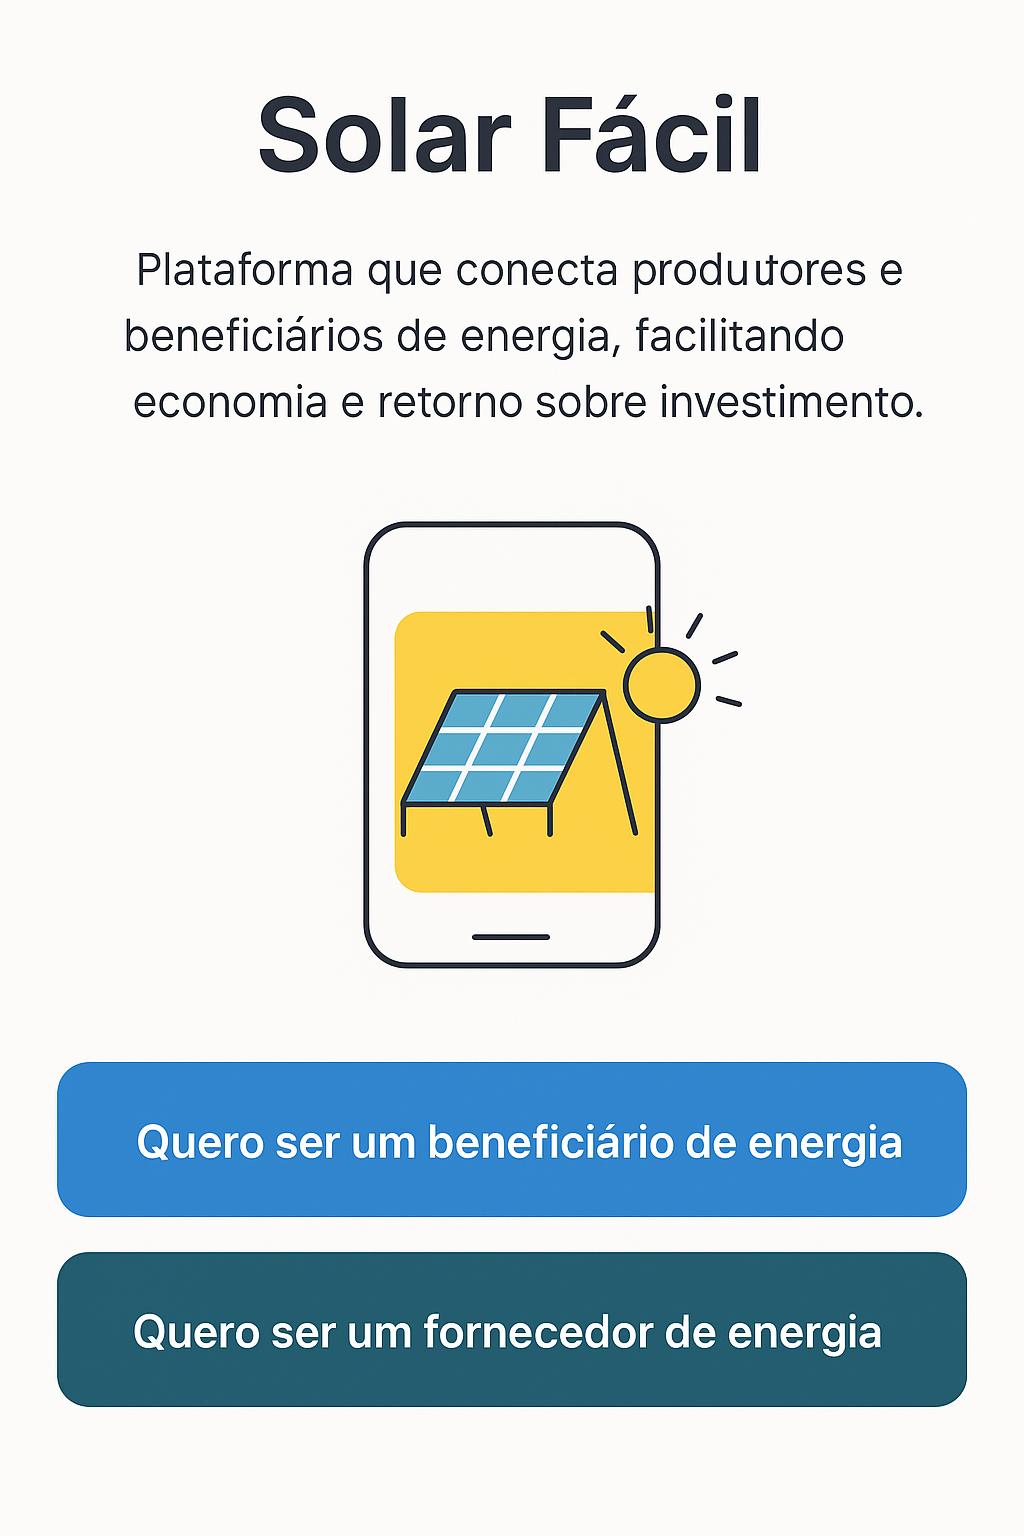 Solar Fácil
Plataforma que conecta produutores e
beneficiários de energia, facilitando
economia e retorno sobre investimento.
Quero ser um beneficiário de energia
Quero ser um fornecedor de energia